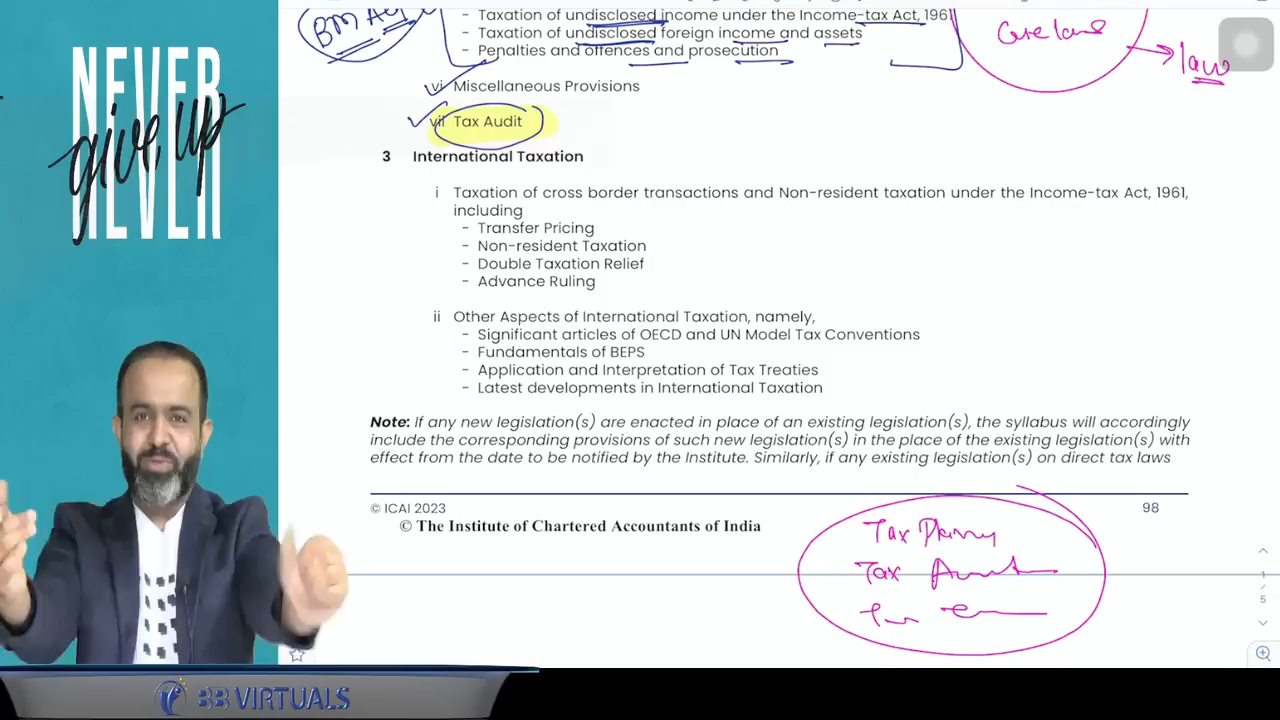 NEVER
give up
NEVER
BM Act
- Taxation of undisclosed income under the Income-tax Act, 1961
- Taxation of undisclosed foreign income and assets
- Penalties and offences and prosecution
Case laws
law
vi Miscellaneous Provisions
vii Tax Audit
3 International Taxation
i Taxation of cross border transactions and Non-resident taxation under the Income-tax Act, 1961,
including
- Transfer Pricing
- Non-resident Taxation
- Double Taxation Relief
- Advance Ruling
ii Other Aspects of International Taxation, namely,
- Significant articles of OECD and UN Model Tax Conventions
- Fundamentals of BEPS
- Application and Interpretation of Tax Treaties
- Latest developments in International Taxation
Note: If any new legislation(s) are enacted in place of an existing legislation(s), the syllabus will accordingly
include the corresponding provisions of such new legislation(s) in the place of the existing legislation(s) with
effect from the date to be notified by the Institute. Similarly, if any existing legislation(s) on direct tax laws
© ICAI 2023
98
© The Institute of Chartered Accountants of India
Tax
Tax
1
/
5
BB VIRTUALS